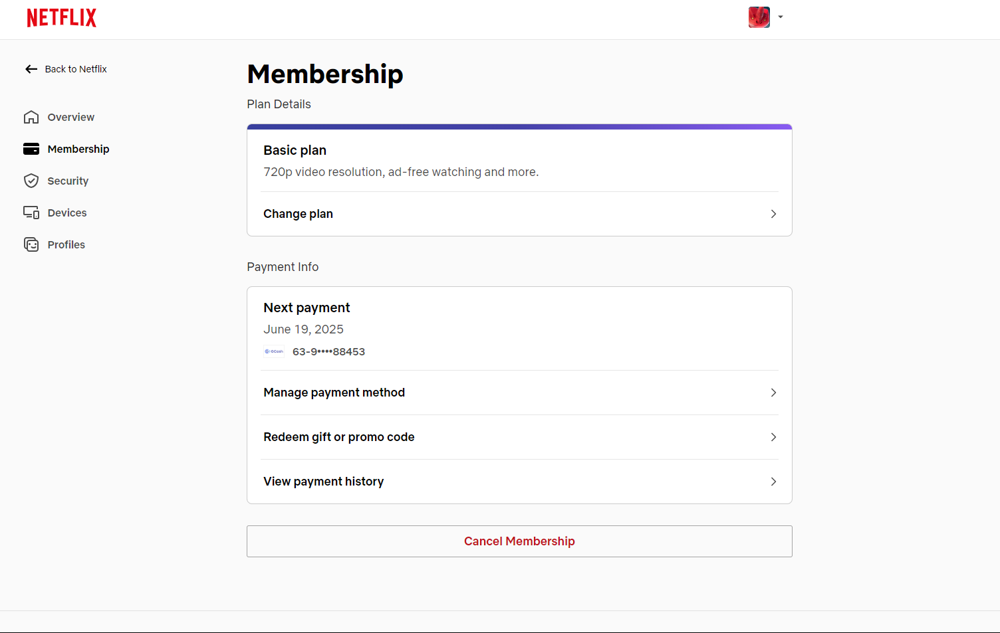 NETFLIX
Back to Netflix
Overview
Membership
Security
Devices
Profiles
Membership
Plan Details
Basic plan
720p video resolution, ad-free watching and more.
Change plan
Payment Info
Next payment
June 19, 2025
GCash 63-9••••88453
Manage payment method
Redeem gift or promo code
View payment history
Cancel Membership